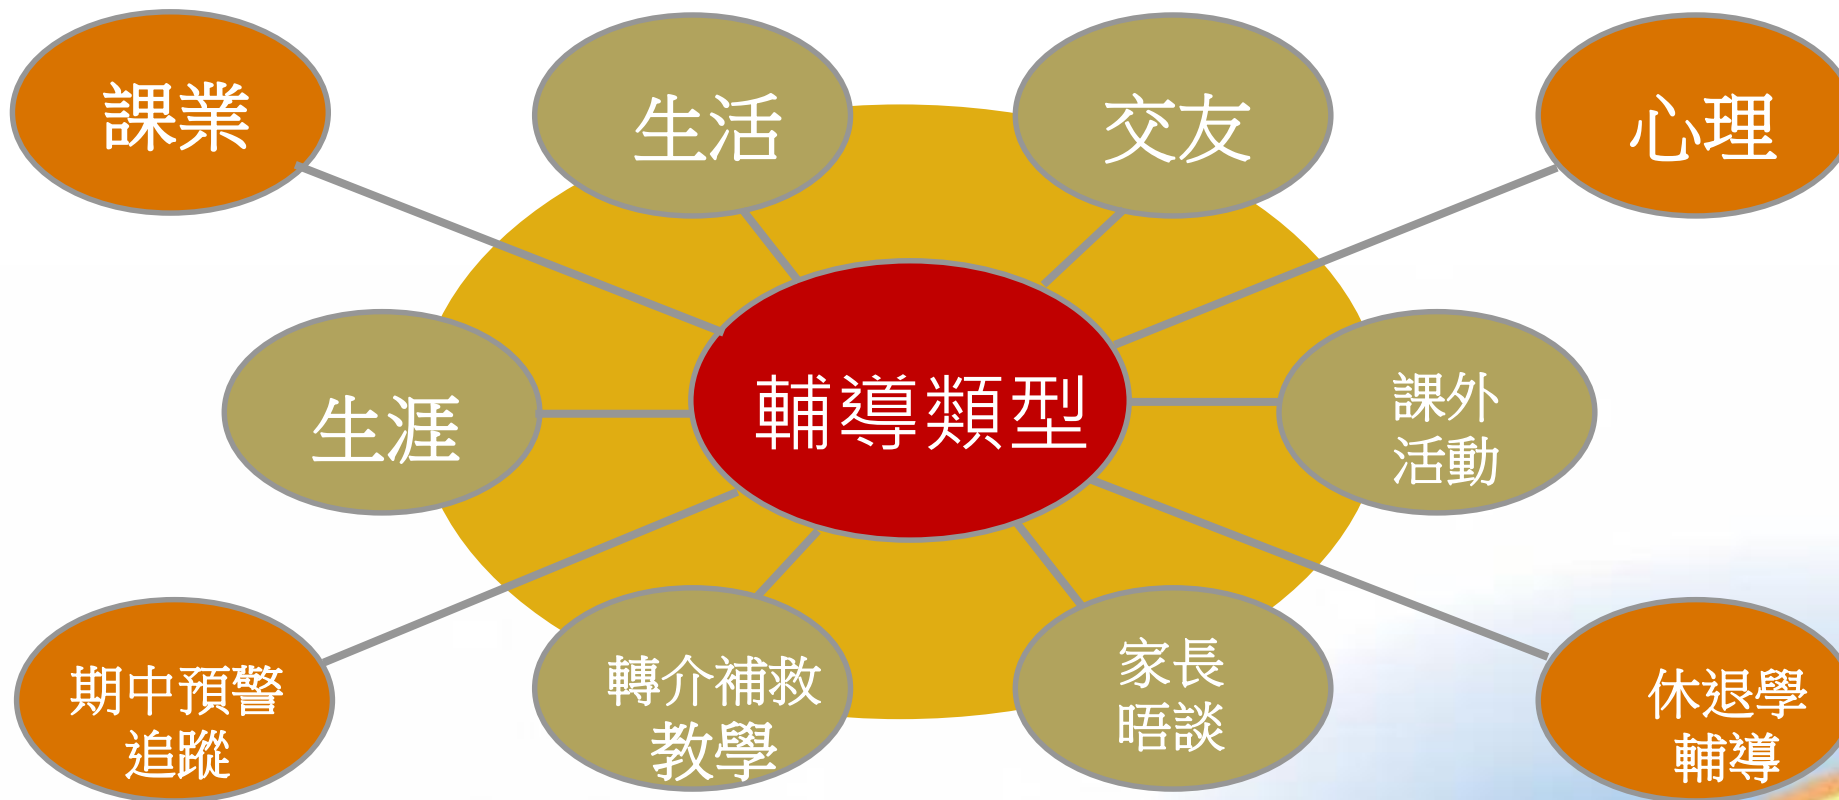 課業
生活
交友
心理
生涯
輔導類型
課外
活動
期中預警
追蹤
轉介補救
教學
家長
晤談
休退學
輔導